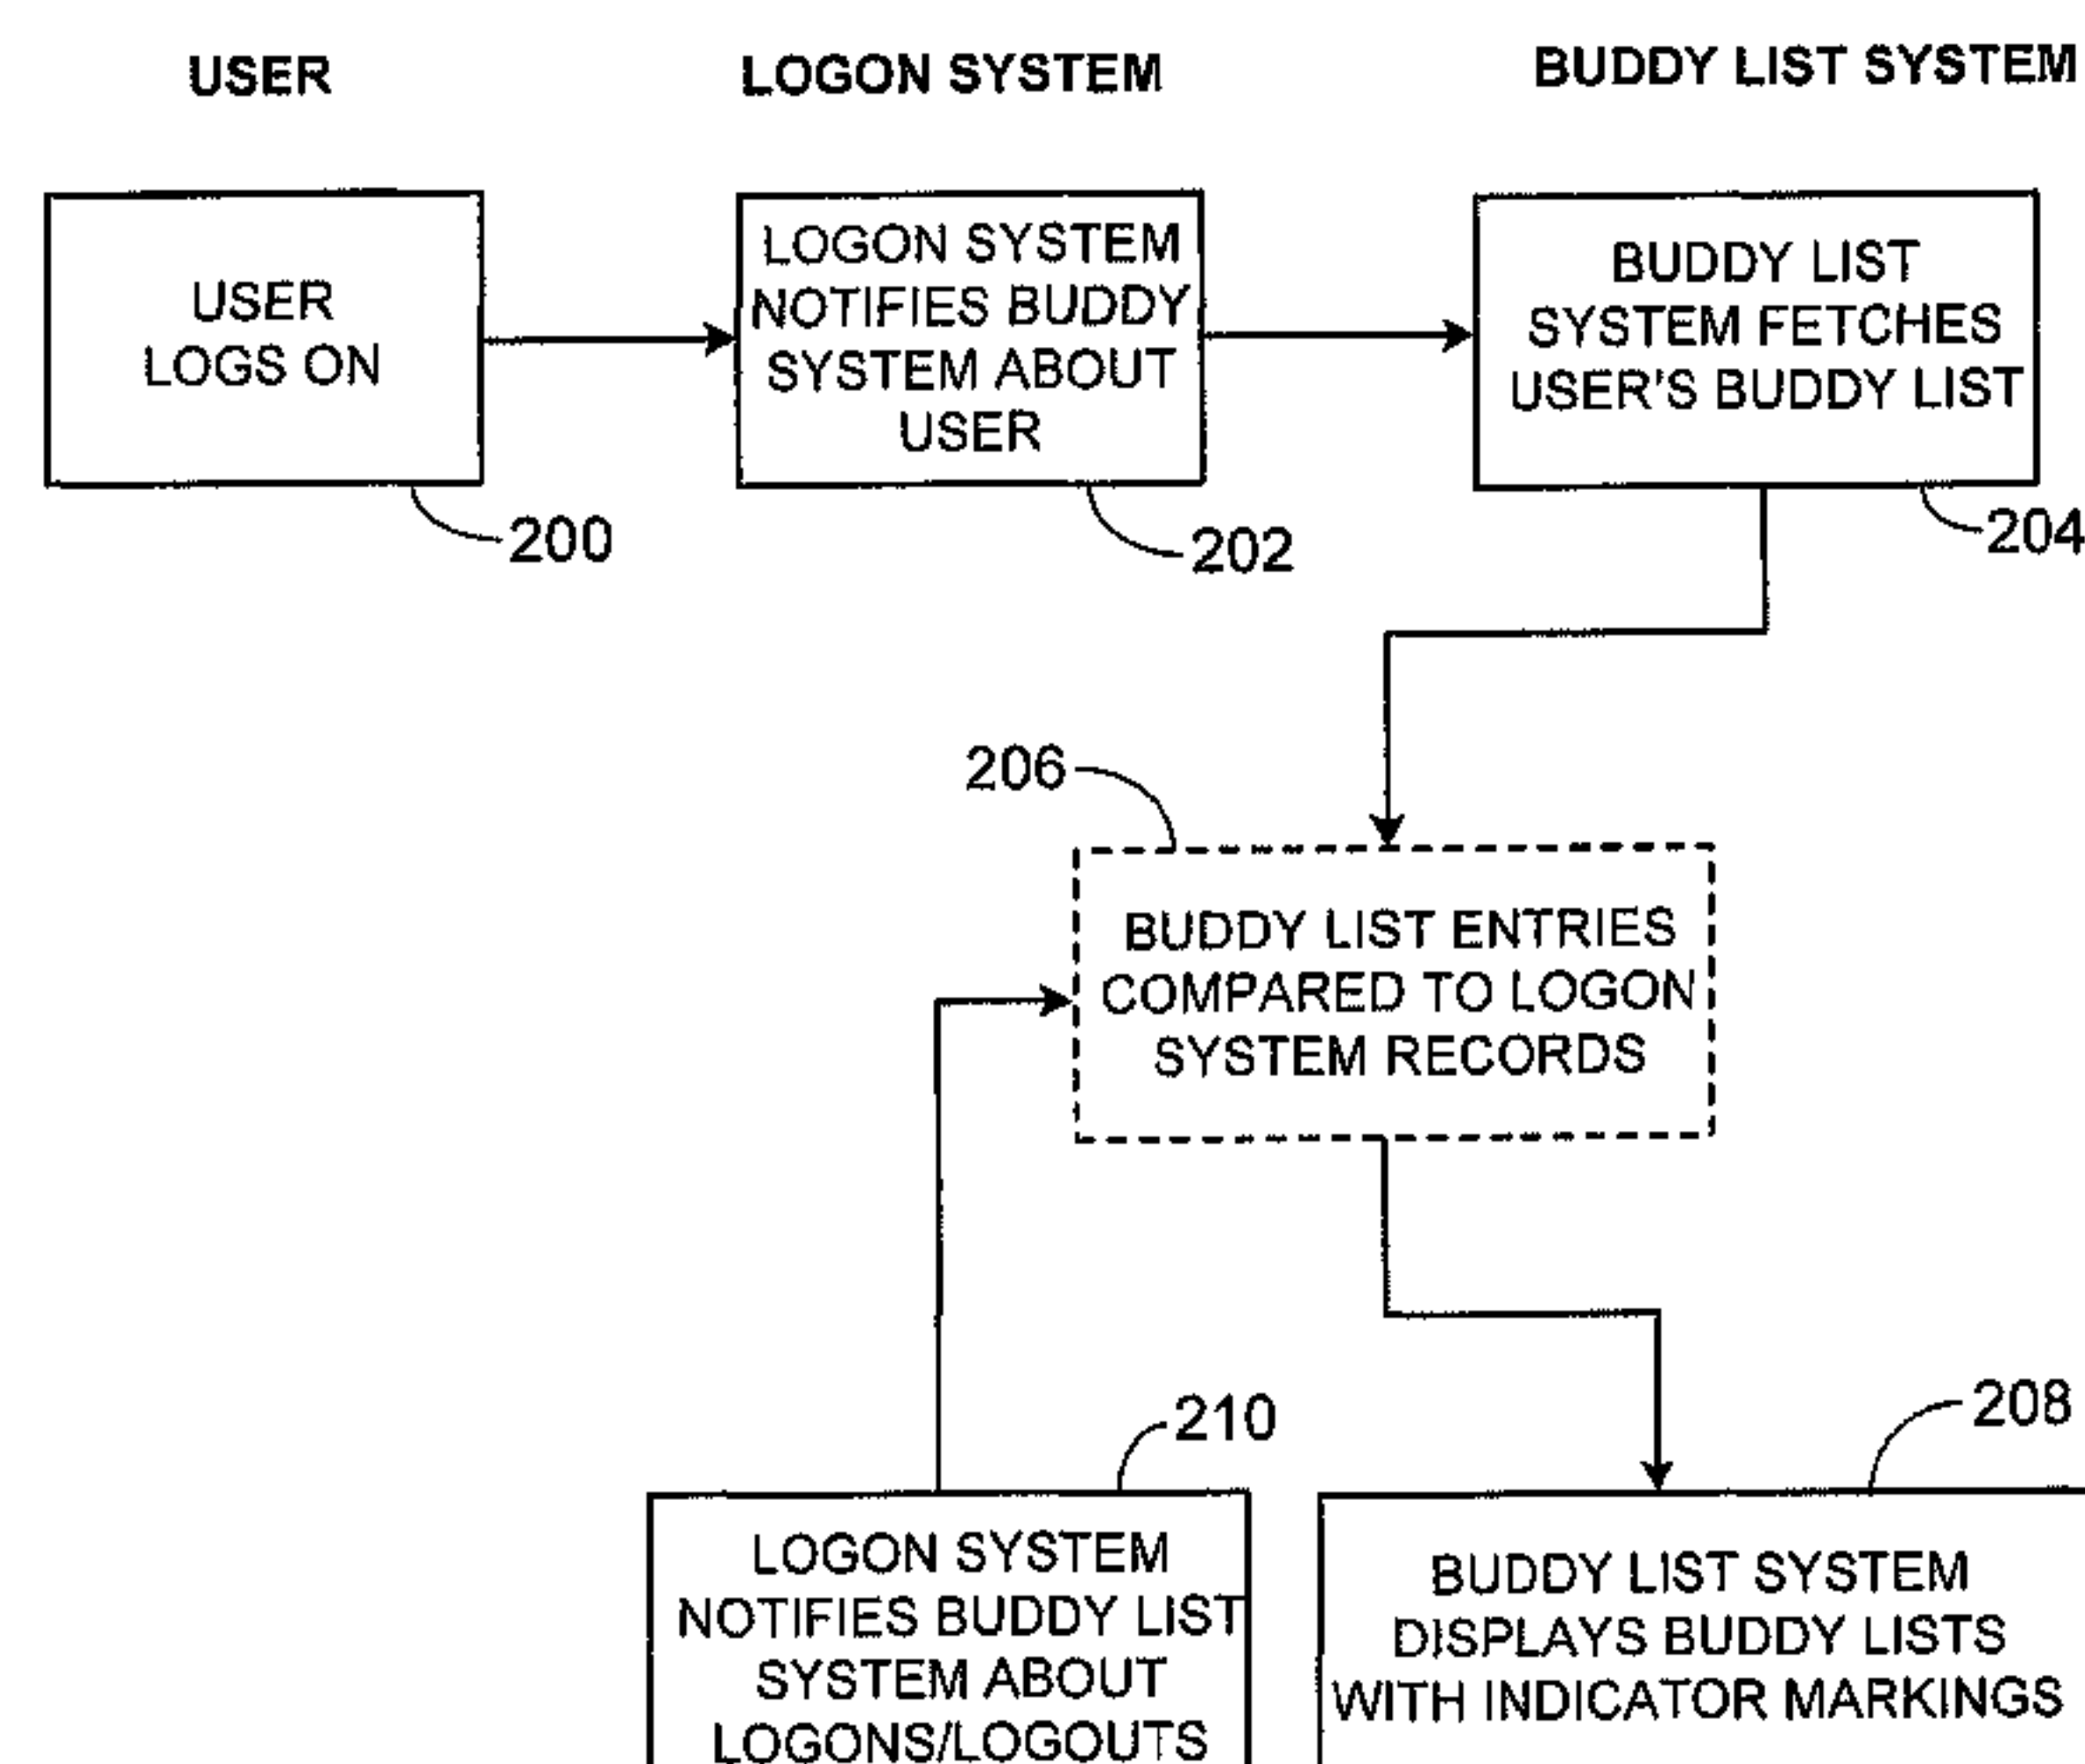 USER
LOGON SYSTEM
BUDDY LIST SYSTEM
USER
LOGS ON
200
LOGON SYSTEM
NOTIFIES BUDDY
SYSTEM ABOUT
USER
202
BUDDY LIST
SYSTEM FETCHES
USER'S BUDDY LIST
204
206
BUDDY LIST ENTRIES
COMPARED TO LOGON
SYSTEM RECORDS
210
LOGON SYSTEM
NOTIFIES BUDDY LIST
SYSTEM ABOUT
LOGONS/LOGOUTS
208
BUDDY LIST SYSTEM
DISPLAYS BUDDY LISTS
WITH INDICATOR MARKINGS